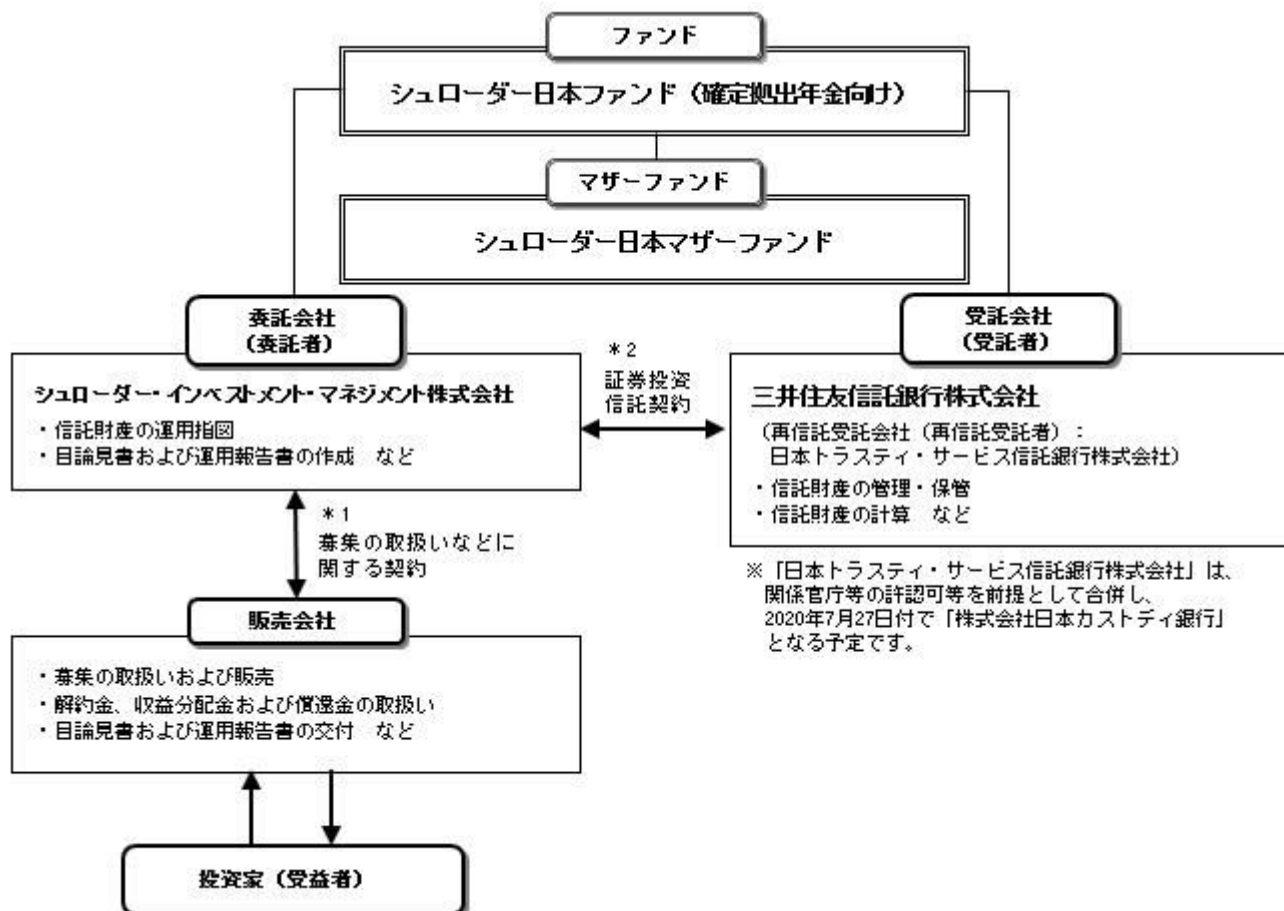 ファンド
シュローダー日本ファンド（確定拠出年金向け）
マザーファンド
シュローダー日本マザーファンド
委託会社
（委託者）
シュローダー・インベストメント・マネジメント株式会社
・信託財産の運用指図
・目論見書および運用報告書の作成　など
＊2
証券投資
信託契約
受託会社
（受託者）
三井住友信託銀行株式会社
（再信託受託会社（再信託受託者）：
日本トラスティ・サービス信託銀行株式会社）
・信託財産の管理・保管
・信託財産の計算　など
※「日本トラスティ・サービス信託銀行株式会社」は、
関係官庁等の許認可等を前提として合併し、
2020年7月27日付で「株式会社日本カストディ銀行」
となる予定です。
＊1
募集の取扱いなどに
関する契約
販売会社
・募集の取扱いおよび販売
・解約金、収益分配金および償還金の取扱い
・目論見書および運用報告書の交付　など
投資家（受益者）